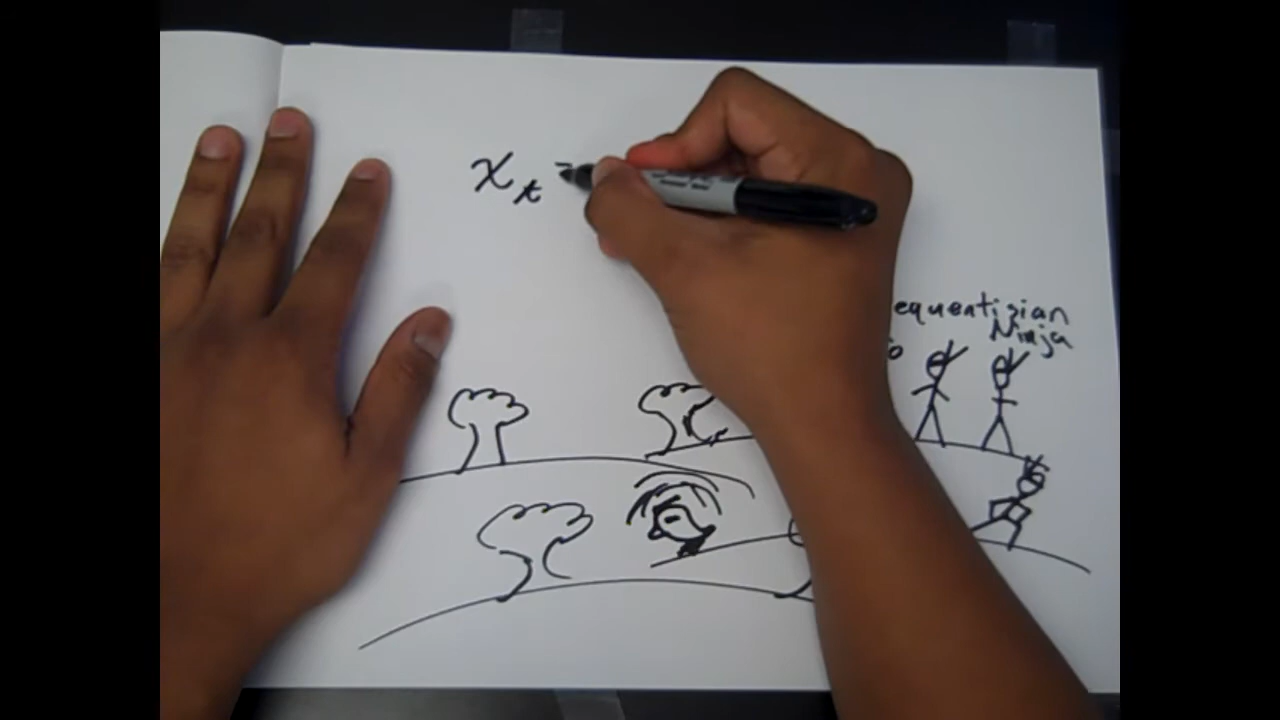 x_t =
equentisian
Ninja